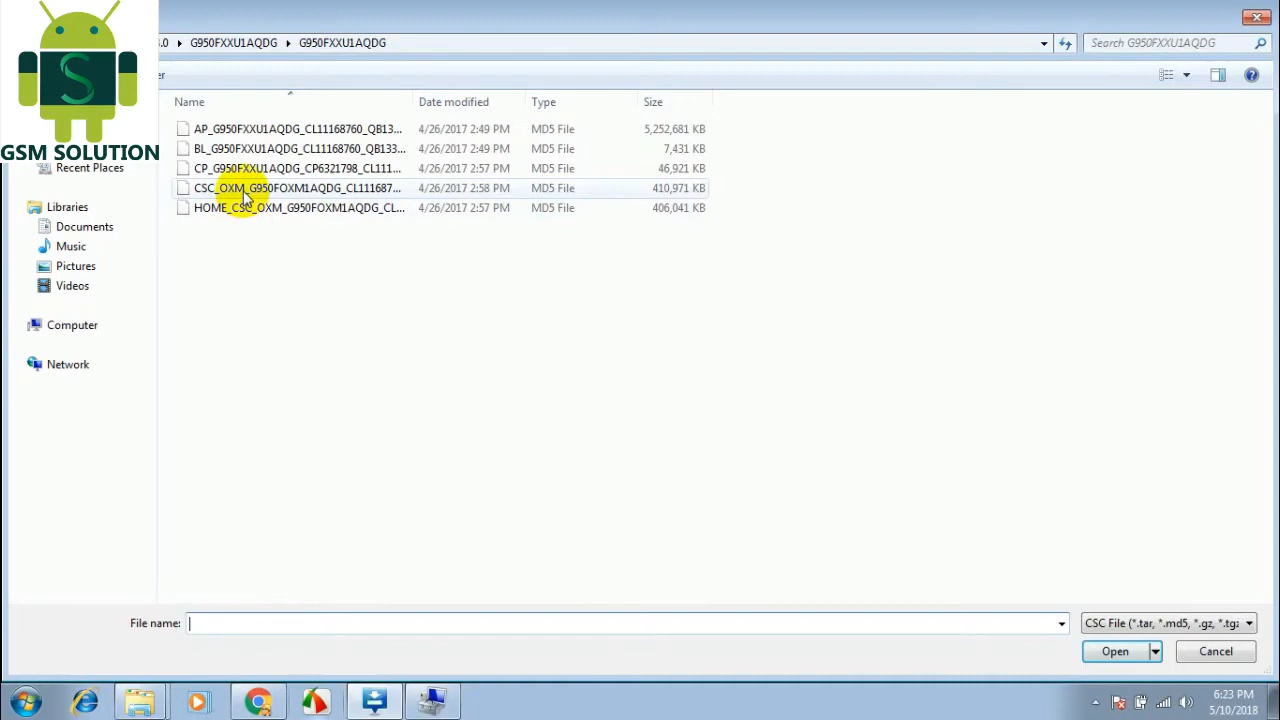 .0 ▸ G950FXXU1AQDG ▸ G950FXXU1AQDG
Search G950FXXU1AQDG
er
S
GSM SOLUTION
Name Date modified Type Size
AP_G950FXXU1AQDG_CL11168760_QB13... 4/26/2017 2:49 PM MD5 File 5,252,681 KB
BL_G950FXXU1AQDG_CL11168760_QB133... 4/26/2017 2:49 PM MD5 File 7,431 KB
CP_G950FXXU1AQDG_CP6321798_CL111... 4/26/2017 2:57 PM MD5 File 46,921 KB
CSC_OXM_G950FOXM1AQDG_CL111687... 4/26/2017 2:58 PM MD5 File 410,971 KB
HOME_CSC_OXM_G950FOXM1AQDG_CL... 4/26/2017 2:57 PM MD5 File 406,041 KB
Recent Places
Libraries
Documents
Music
Pictures
Videos
Computer
Network
File name:
CSC File (*.tar, *.md5, *.gz, *.tgz
Open
Cancel
6:23 PM
5/10/2018